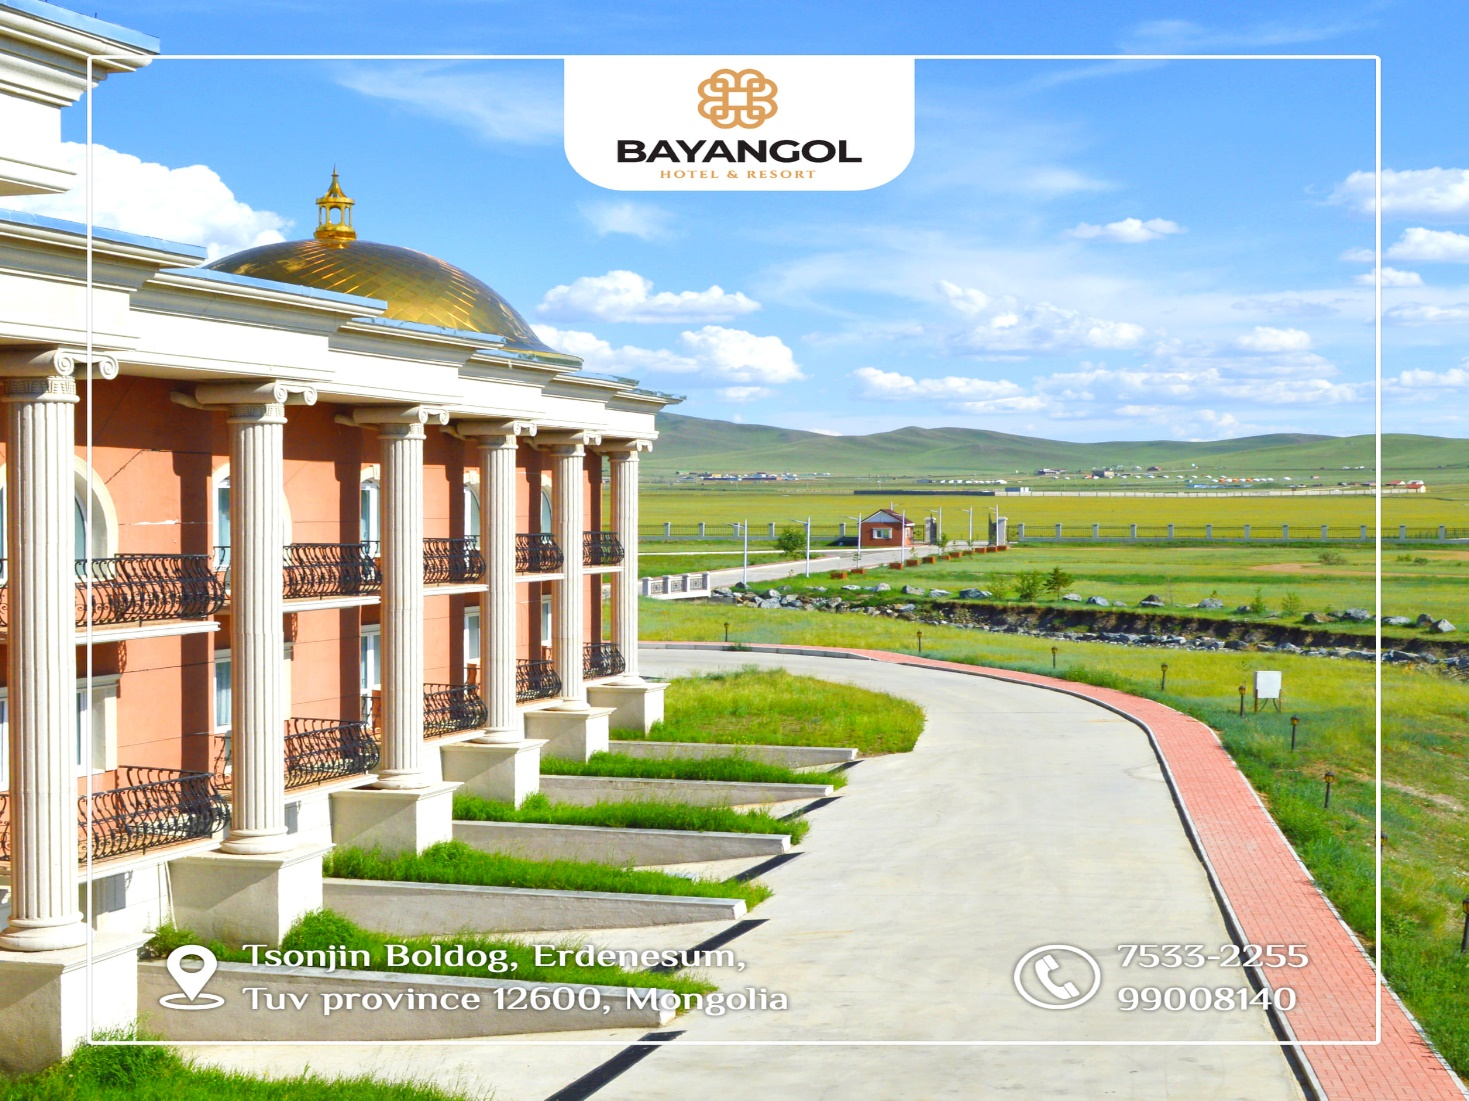 BAYANGOL
HOTEL & RESORT
Tsonjin Boldog, Erdenesum,
Tuv province 12600, Mongolia
7533-2255
99008140